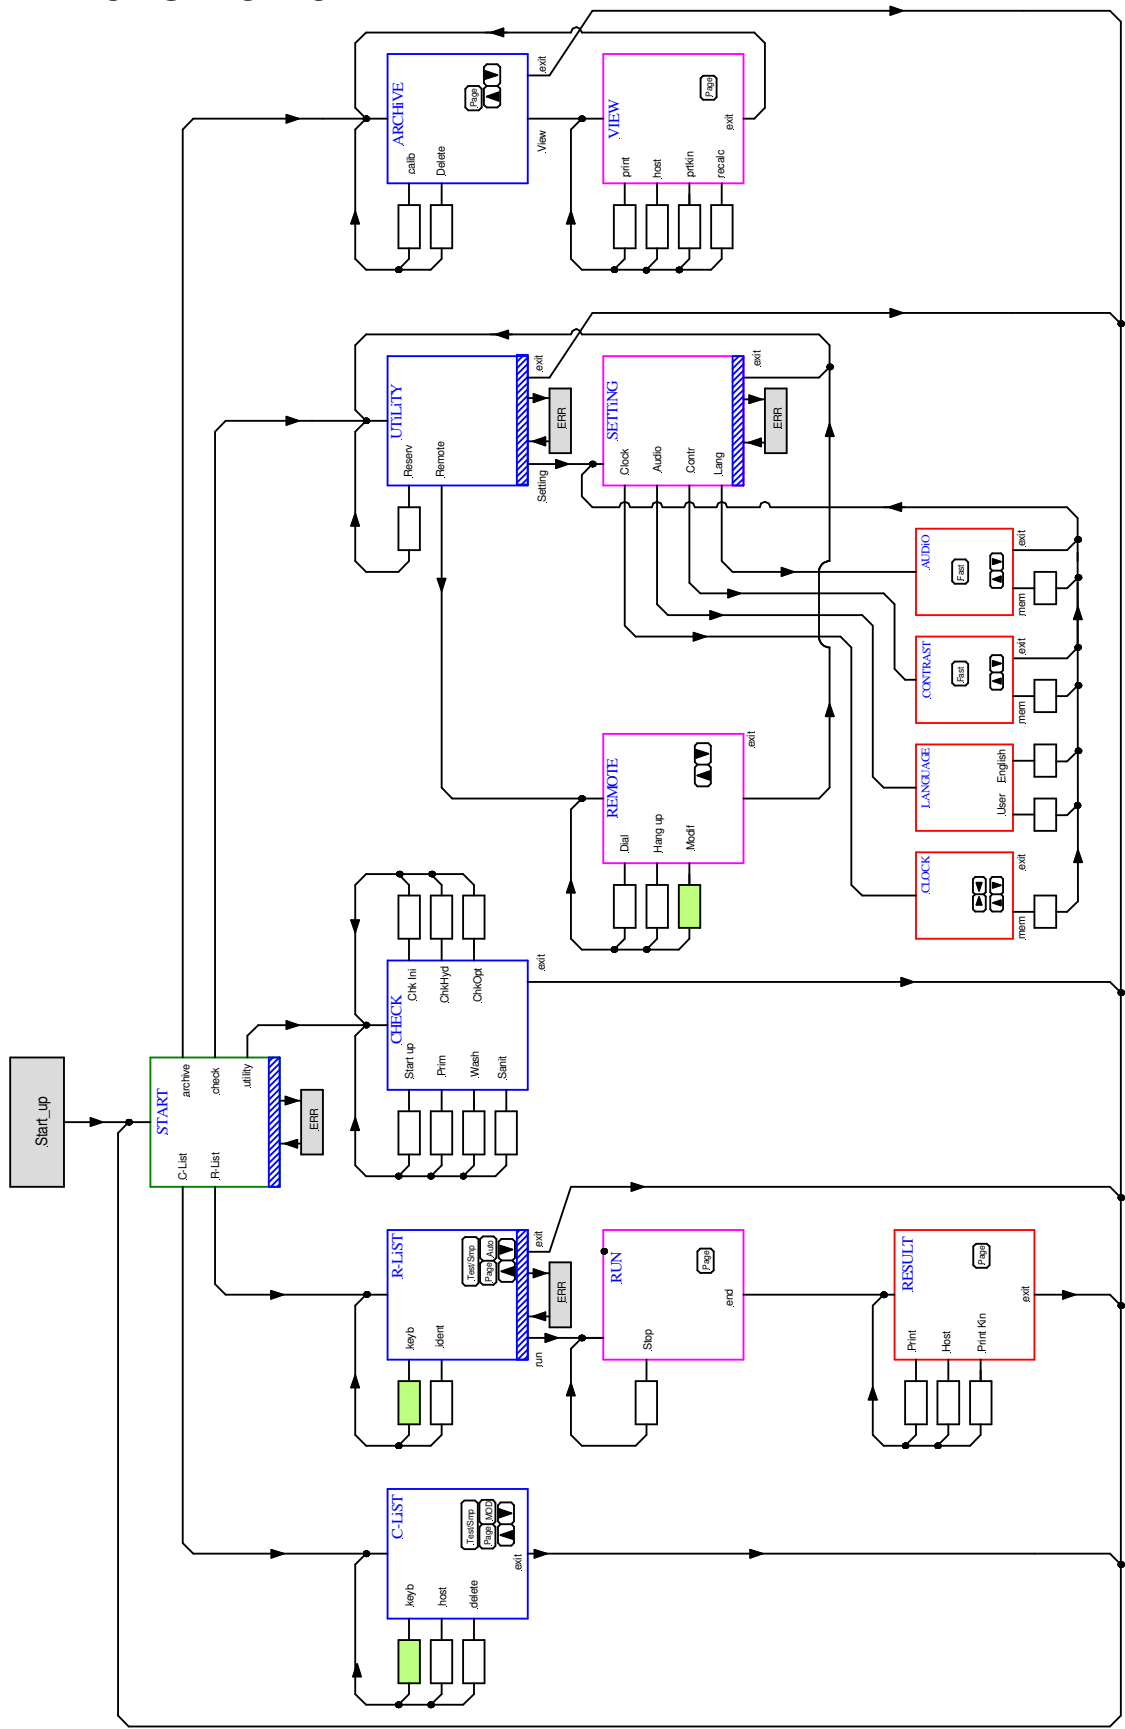 .Start_up
.START
.C-List
.R-List
.archive
.check
.utility
.ERR
.C-LiST
.keyb
.host
.delete
.Test/Smp
.Page
.MOD
.exit
.R-LiST
.keyb
.ident
.Test/Smp
.Page
.Auto
.run
.exit
.ERR
.RUN
.Stop
.Page
.end
.RESULT
.Print
.Host
.Print Kin
.Page
.exit
.CHECK
.Start up
.Prim
.Wash
.Sanit
.Chk Ini
.ChkHyd
.ChkOpt
.exit
.UTiLiTY
.Reserv
.Remote
.Setting
.exit
.ERR
.REMOTE
.Dial
.Hang up
.Modif
.exit
.SETTiNG
.Clock
.Audio
.Contr
.Lang
.exit
.ERR
.CLOCK
.mem
.exit
.LANGUAGE
.User
.English
.CONTRAST
.Fast
.mem
.exit
.AUDiO
.Fast
.mem
.exit
.ARCHiVE
.calib
.Delete
.Page
.View
.exit
.VIEW
.print
.host
.prtkin
.recalc
.Page
.exit